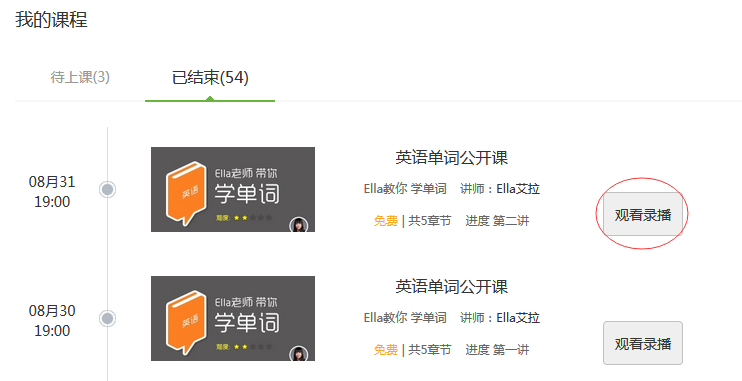 我的课程
待上课(3)
已结束(54)
08月31
19:00
英语
Ella老师 带你
学单词
难度: ★★★★★
英语单词公开课
Ella教你 学单词 讲师：Ella艾拉
免费 | 共5章节 进度 第二讲
观看录播
08月30
19:00
英语
Ella老师 带你
学单词
难度: ★★★★★
英语单词公开课
Ella教你 学单词 讲师：Ella艾拉
免费 | 共5章节 进度 第一讲
观看录播